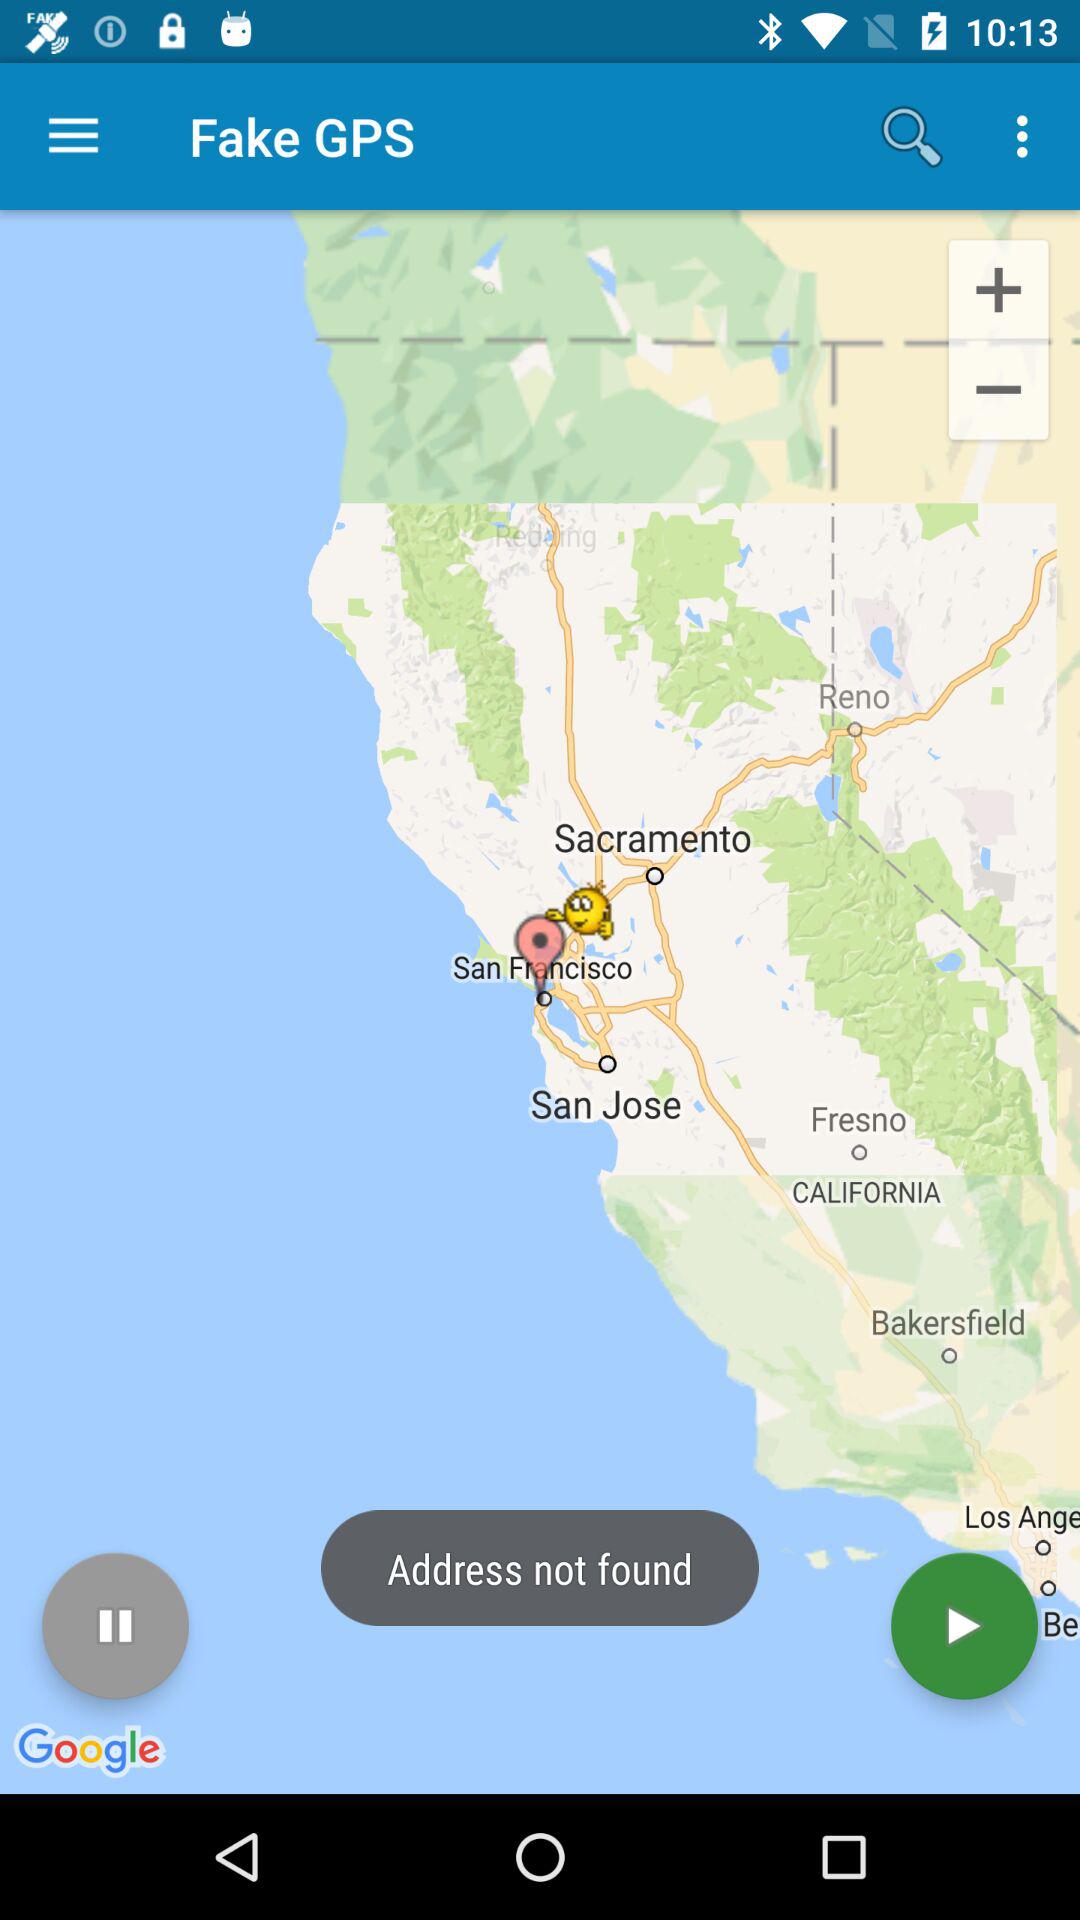 FAKE
10:13
Fake GPS
Redding
Reno
Sacramento
San Francisco
San Jose
Fresno
CALIFORNIA
Bakersfield
Los Ange
Address not found
Be
Google